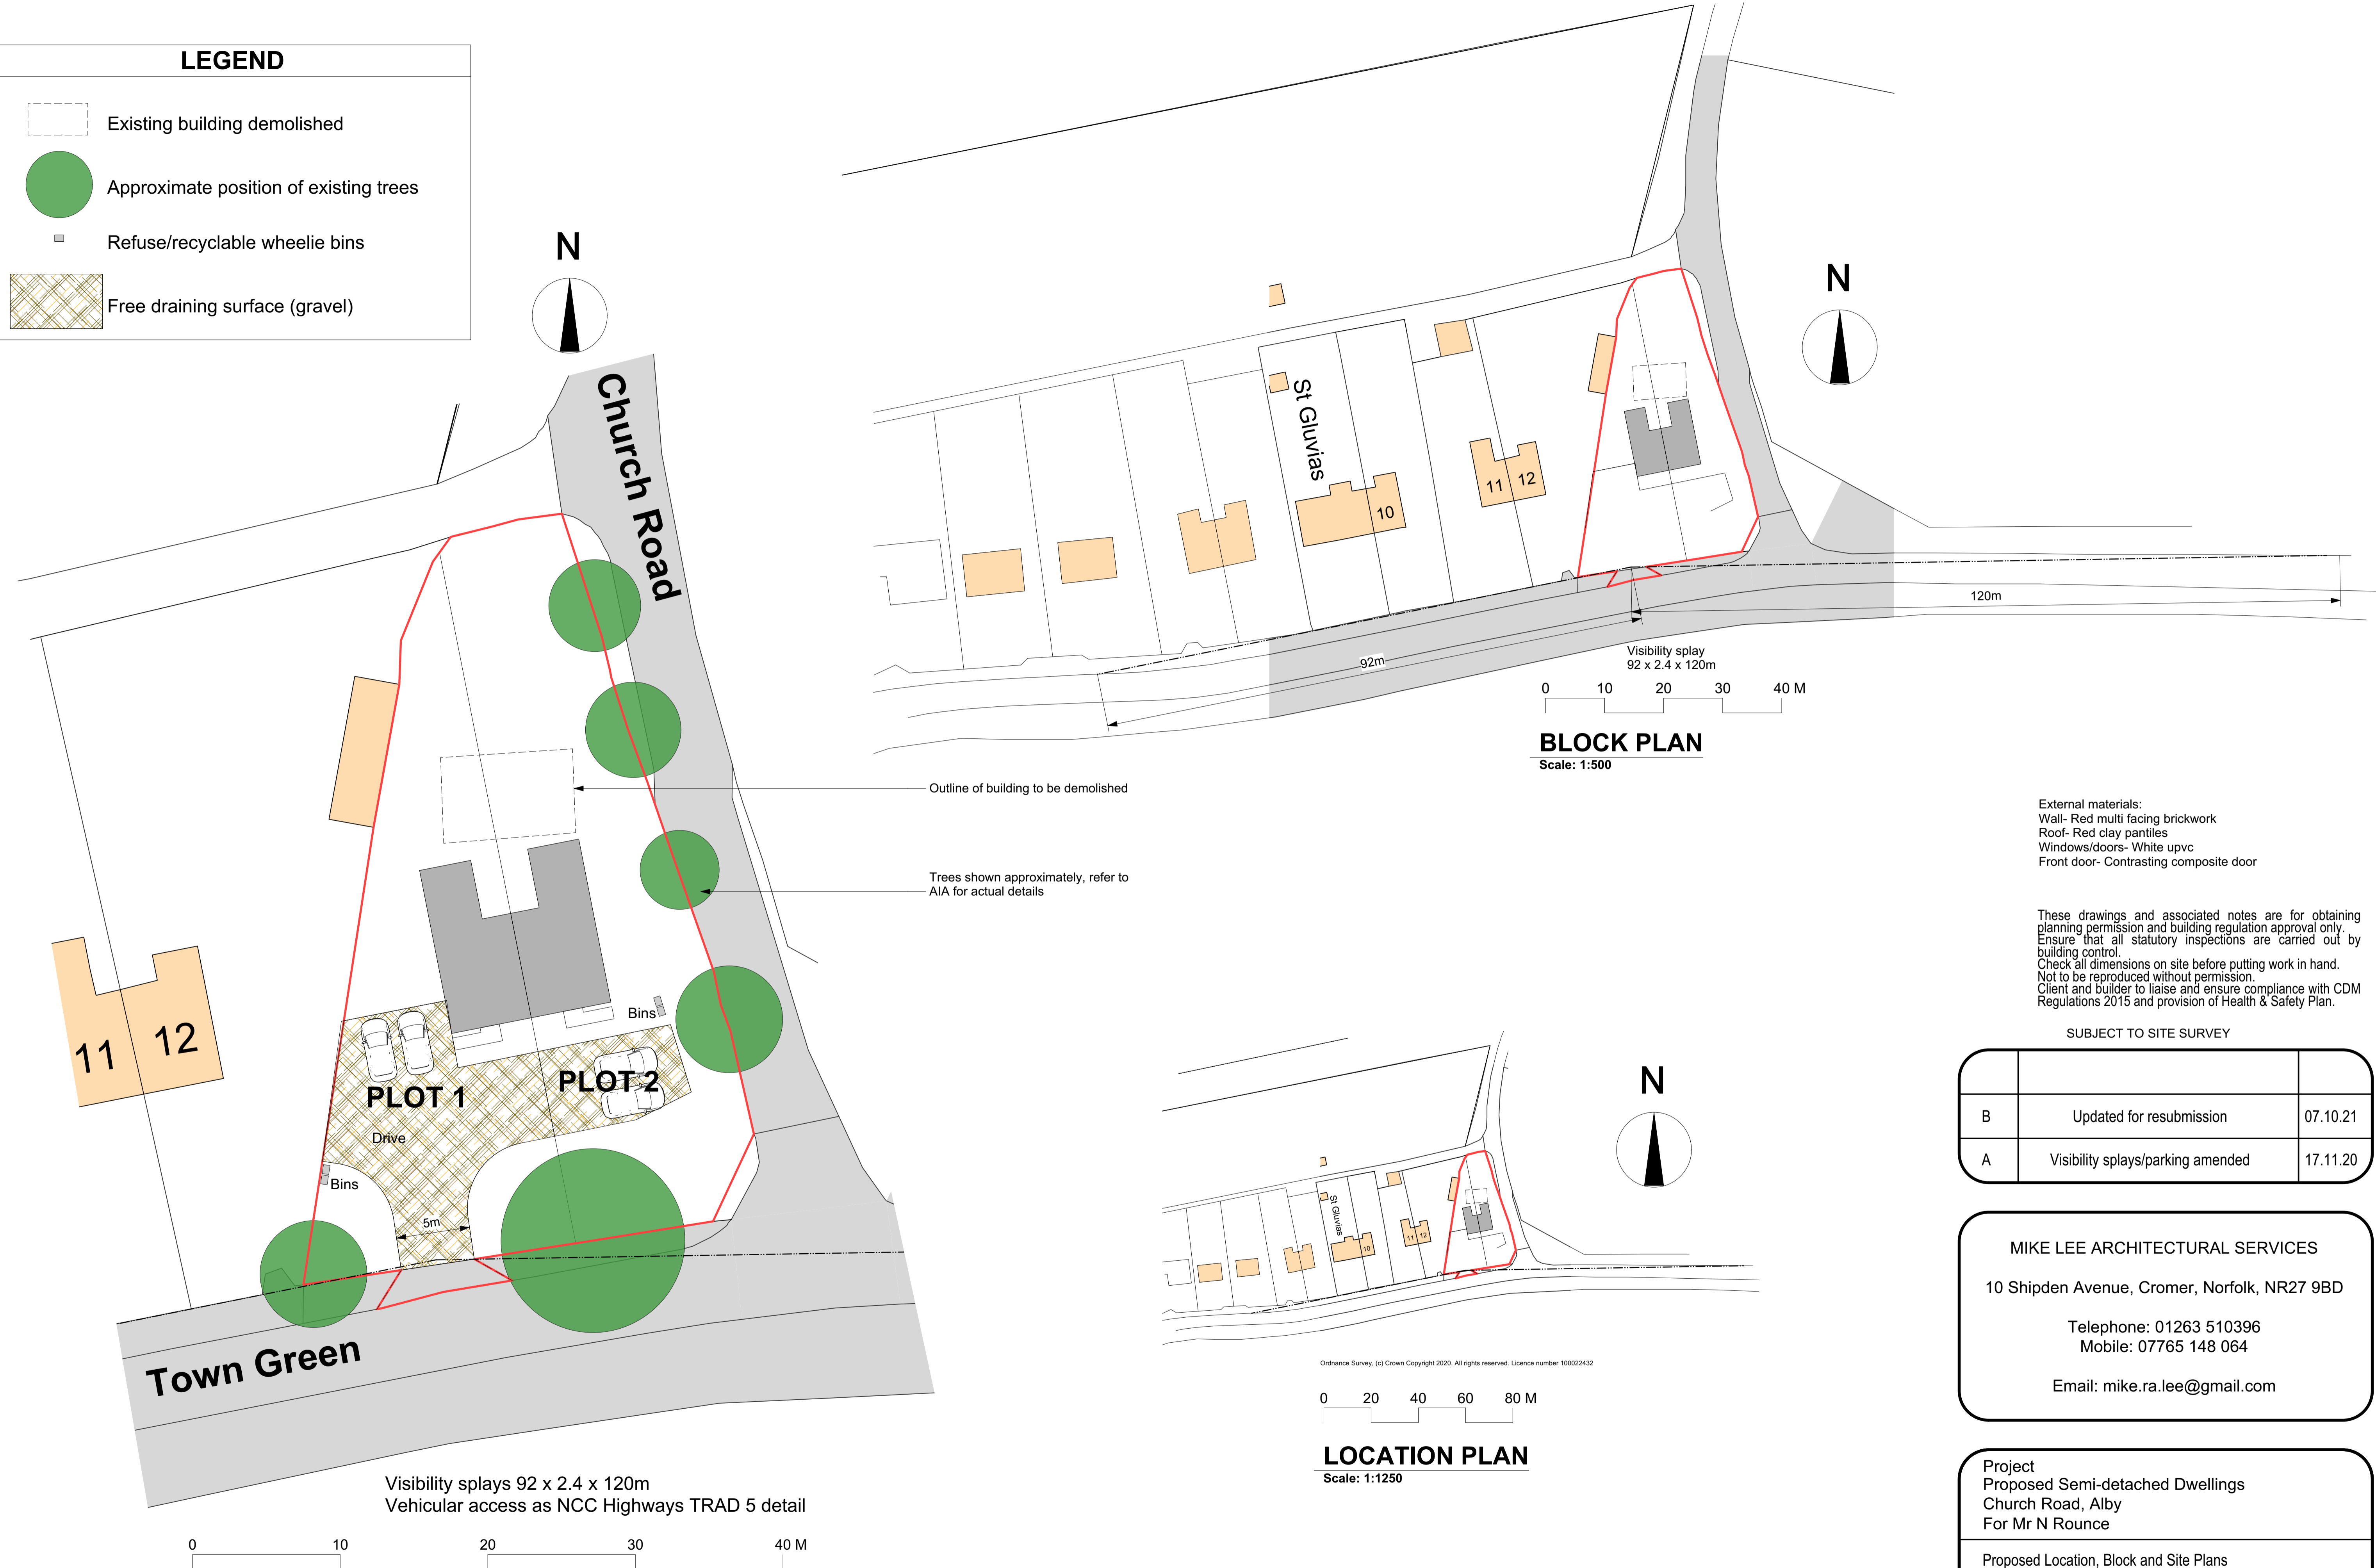 LEGEND
Existing building demolished
Approximate position of existing trees
Refuse/recyclable wheelie bins
Free draining surface (gravel)
N
Church Road
Outline of building to be demolished
Trees shown approximately, refer to
AIA for actual details
11
12
Bins
PLOT 1
PLOT 2
Drive
Bins
5m
Town Green
Visibility splays 92 x 2.4 x 120m
Vehicular access as NCC Highways TRAD 5 detail
0 10 20 30 40 M
N
St Gluvias
10
11
12
120m
92m
Visibility splay
92 x 2.4 x 120m
0 10 20 30 40 M
BLOCK PLAN
Scale: 1:500
N
St Gluvias
10
11
12
Ordnance Survey, (c) Crown Copyright 2020. All rights reserved. Licence number 100022432
0 20 40 60 80 M
LOCATION PLAN
Scale: 1:1250
External materials:
Wall- Red multi facing brickwork
Roof- Red clay pantiles
Windows/doors- White upvc
Front door- Contrasting composite door
These drawings and associated notes are for obtaining
planning permission and building regulation approval only.
Ensure that all statutory inspections are carried out by
building control.
Check all dimensions on site before putting work in hand.
Not to be reproduced without permission.
Client and builder to liaise and ensure compliance with CDM
Regulations 2015 and provision of Health & Safety Plan.
SUBJECT TO SITE SURVEY
B Updated for resubmission 07.10.21
A Visibility splays/parking amended 17.11.20
MIKE LEE ARCHITECTURAL SERVICES
10 Shipden Avenue, Cromer, Norfolk, NR27 9BD
Telephone: 01263 510396
Mobile: 07765 148 064
Email: mike.ra.lee@gmail.com
Project
Proposed Semi-detached Dwellings
Church Road, Alby
For Mr N Rounce
Proposed Location, Block and Site Plans